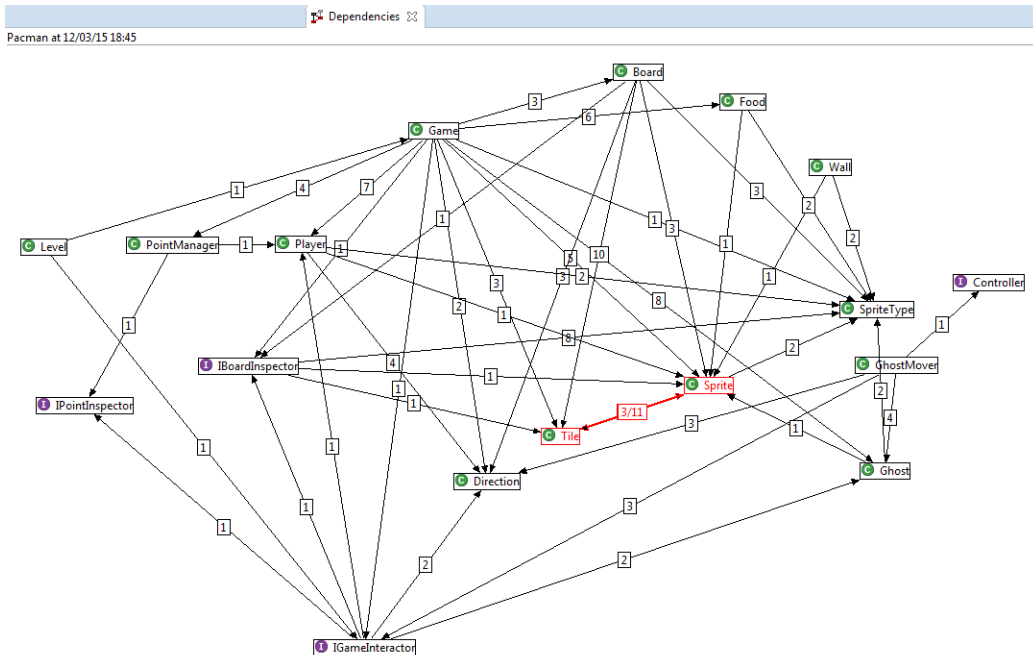 Dependencies
Pacman at 12/03/15 18:45
C Board
3
C Food
6
C Game
C Wall
1
4
7
3
1
1
3
2
C Level
C PointManager
1
C Player
1
1
2
I Controller
5
10
3
3
2
1
8
C SpriteType
1
1
2
1
8
2
I IBoardInspector
4
C GhostMover
1
C Sprite
1
1
2
I IPointInspector
3/11
4
3
1
C Tile
1
1
C Ghost
C Direction
1
3
1
2
2
I IGameInteractor